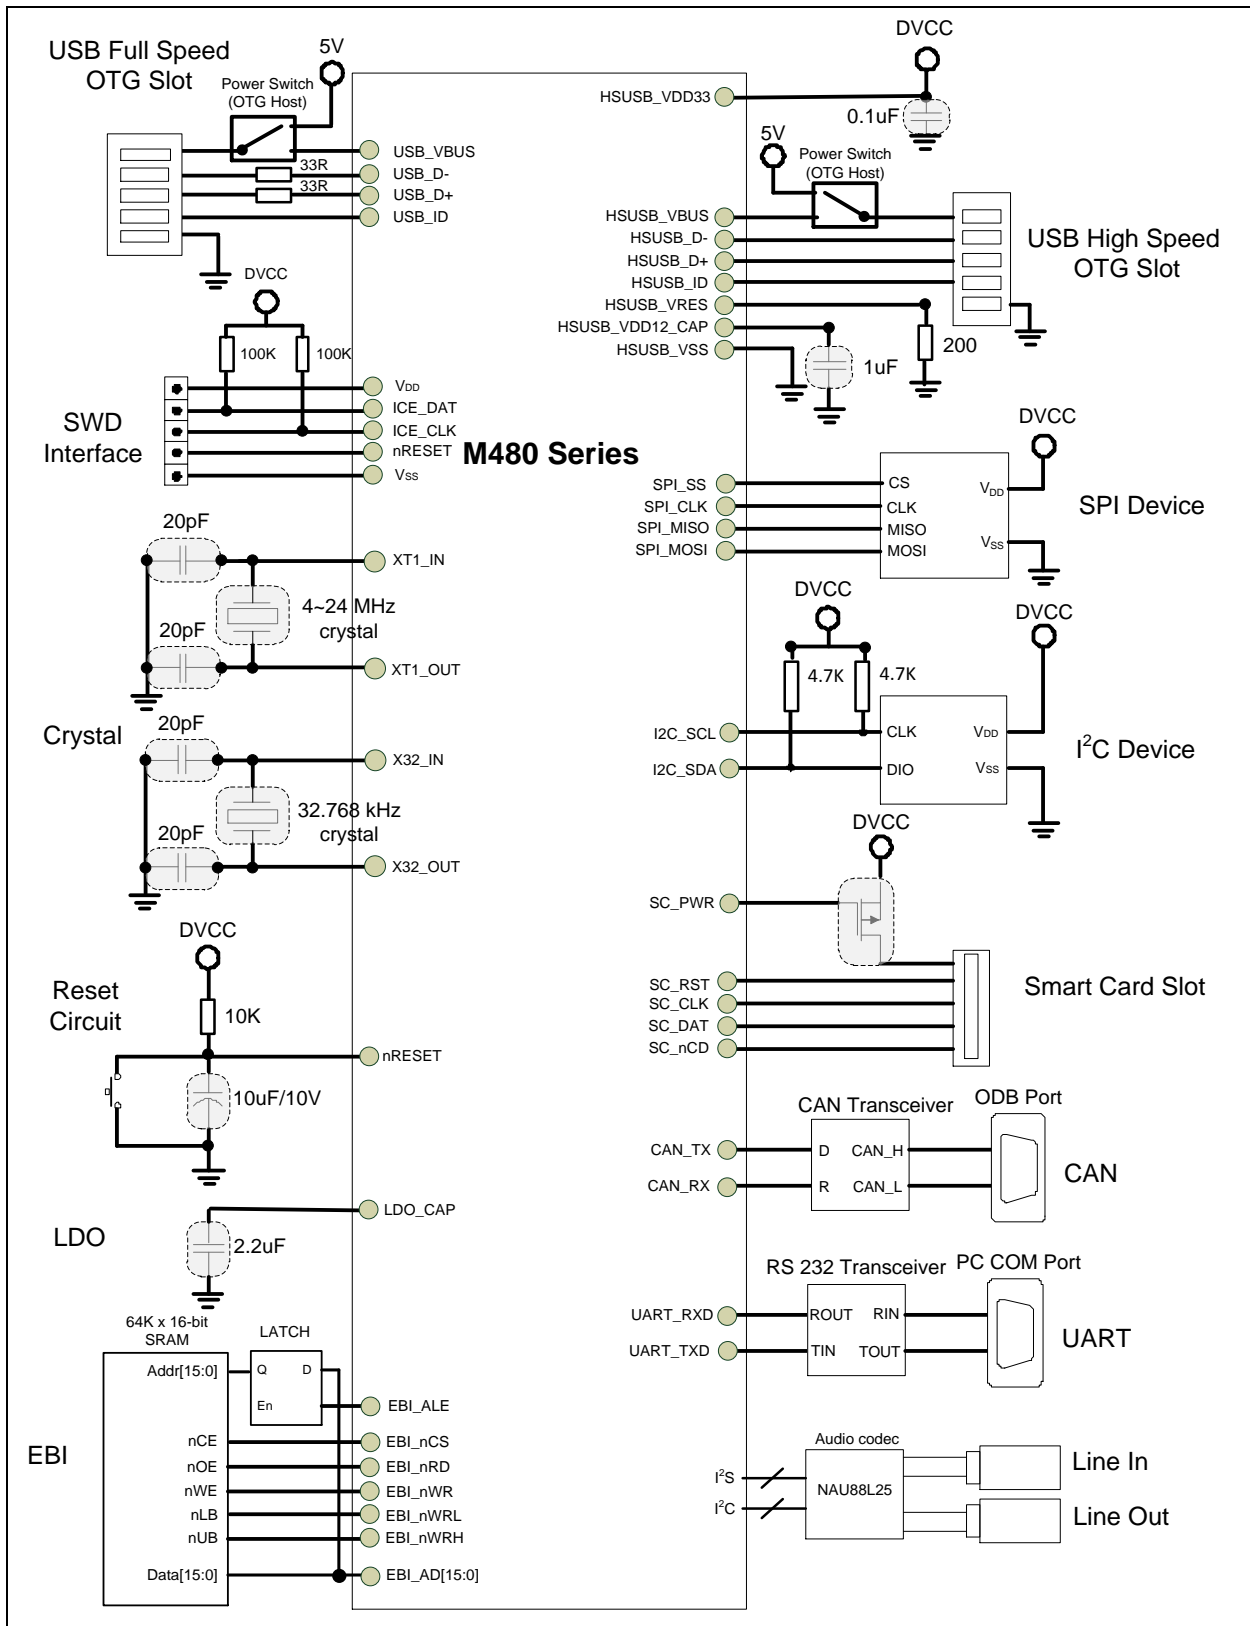 USB Full Speed
OTG Slot
5V
Power Switch
(OTG Host)
USB_VBUS
33R
USB_D-
33R
USB_D+
USB_ID
DVCC
100K
100K
SWD
Interface
VDD
ICE_DAT
ICE_CLK
nRESET
VSS
M480 Series
20pF
XT1_IN
4~24 MHz
crystal
20pF
XT1_OUT
Crystal
20pF
X32_IN
32.768 kHz
crystal
20pF
X32_OUT
DVCC
Reset
Circuit
10K
nRESET
10uF/10V
LDO_CAP
LDO
2.2uF
64K x 16-bit
SRAM
LATCH
Addr[15:0]
Q
D
En
EBI_ALE
EBI
nCE
EBI_nCS
nOE
EBI_nRD
nWE
EBI_nWR
nLB
EBI_nWRL
nUB
EBI_nWRH
Data[15:0]
EBI_AD[15:0]
DVCC
HSUSB_VDD33
0.1uF
5V
Power Switch
(OTG Host)
HSUSB_VBUS
HSUSB_D-
HSUSB_D+
HSUSB_ID
HSUSB_VRES
HSUSB_VDD12_CAP
HSUSB_VSS
USB High Speed
OTG Slot
200
1uF
DVCC
SPI_SS
CS
SPI_CLK
CLK
SPI_MISO
MISO
SPI_MOSI
MOSI
VDD
VSS
SPI Device
DVCC
DVCC
4.7K
4.7K
I2C_SCL
CLK
VDD
I2C_SDA
DIO
VSS
I2C Device
DVCC
SC_PWR
SC_RST
SC_CLK
SC_DAT
SC_nCD
Smart Card Slot
CAN Transceiver
ODB Port
CAN_TX
D
CAN_H
CAN_RX
R
CAN_L
CAN
RS 232 Transceiver
PC COM Port
UART_RXD
ROUT
RIN
UART_TXD
TIN
TOUT
UART
Audio codec
I2S
I2C
NAU88L25
Line In
Line Out